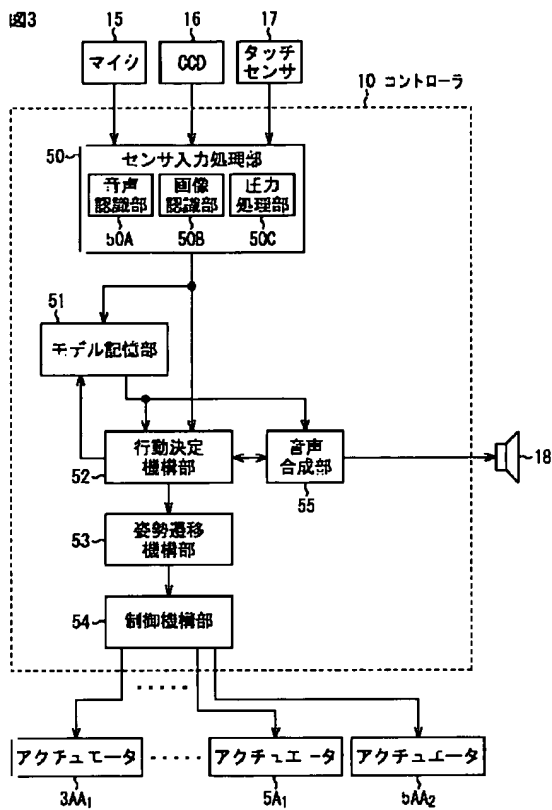 図3
15
16
17
マイク
CCD
タッチ
センサ
10 コントローラ
50
センサ入力処理部
音声
認識部
画像
認識部
圧力
処理部
50A
50B
50C
51
モデル記憶部
行動決定
機構部
52
音声
合成部
55
18
姿勢遷移
機構部
53
制御機構部
54
・・・・・
アクチュエータ
・・・・・
アクチュエータ
アクチュエータ
3AA₁
5A₁
5AA₂